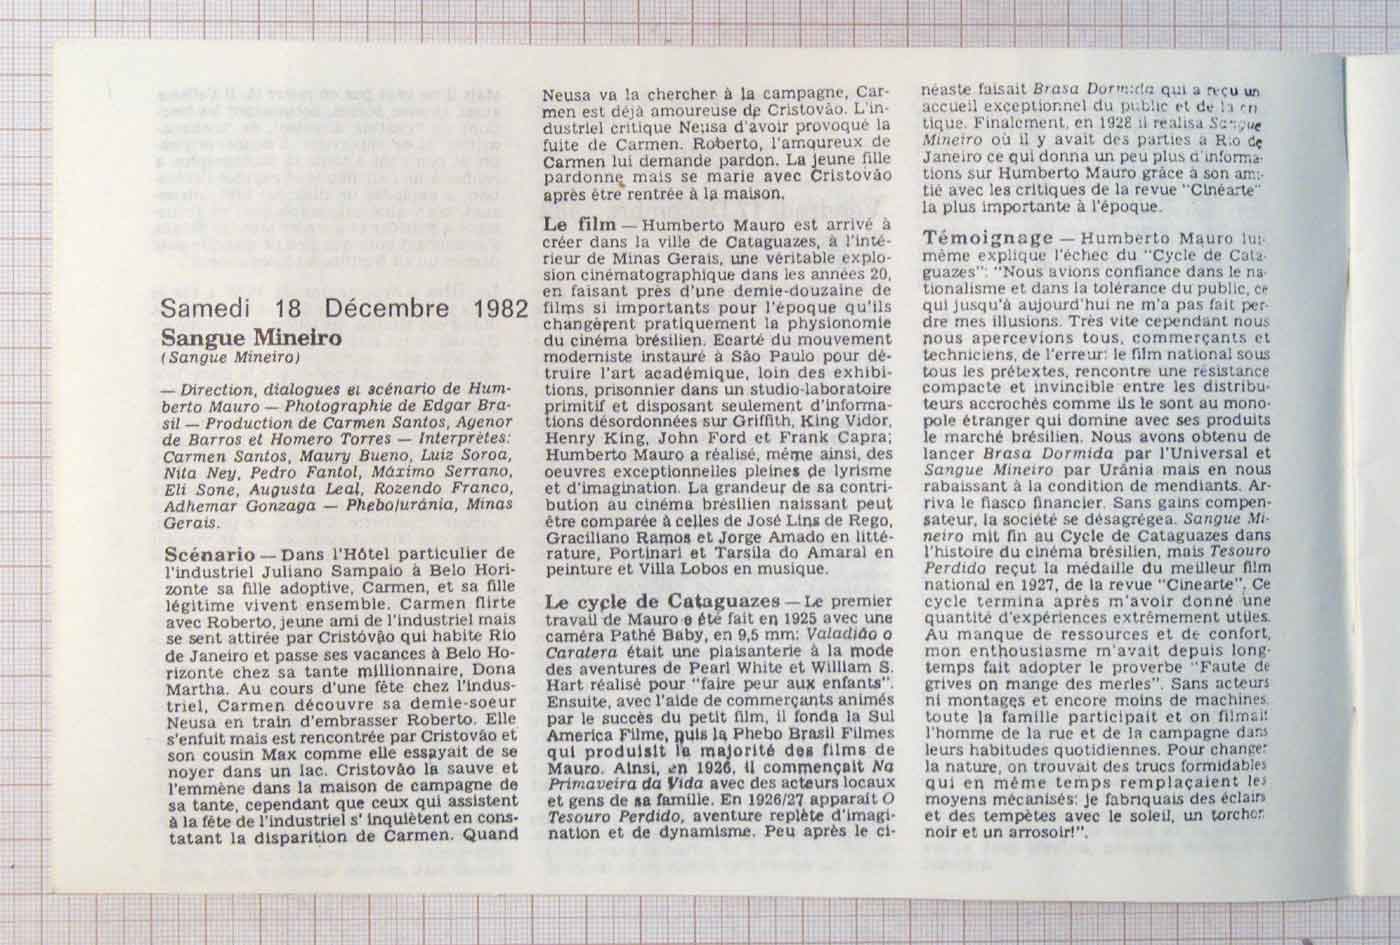 Samedi 18 Décembre 1982
Sangue Mineiro
(Sangue Mineiro)
— Direction, dialogues et scénario de Hum-
berto Mauro — Photographie de Edgar Bra-
sil — Production de Carmen Santos, Agenor
de Barros et Homero Torres — Interprètes:
Carmen Santos, Maury Bueno, Luiz Soroa,
Nita Ney, Pedro Fantol, Máximo Serrano,
Eli Sone, Augusta Leal, Rozendo Franco,
Adhemar Gonzaga — Phebo/urânia, Minas
Gerais.
Scénario — Dans l'Hôtel particulier de
l'industriel Juliano Sampaio à Belo Hori-
zonte sa fille adoptive, Carmen, et sa fille
légitime vivent ensemble. Carmen flirte
avec Roberto, jeune ami de l'industriel mais
se sent attirée par Cristóvão qui habite Rio
de Janeiro et passe ses vacances à Belo Ho-
rizonte chez sa tante millionnaire, Dona
Martha. Au cours d'une fête chez l'indus-
triel, Carmen découvre sa demie-soeur
Neusa en train d'embrasser Roberto. Elle
s'enfuit mais est rencontrée par Cristovão et
son cousin Max comme elle essayait de se
noyer dans un lac. Cristovão la sauve et
l'emmène dans la maison de campagne de
sa tante, cependant que ceux qui assistent
à la fête de l'industriel s' inquiètent en cons-
tatant la disparition de Carmen. Quand
Neusa va la chercher à la campagne, Car-
men est déjà amoureuse de Cristovão. L'in-
dustriel critique Neusa d'avoir provoqué la
fuite de Carmen. Roberto, l'amqureux de
Carmen lui demande pardon. La jeune fille
pardonne mais se marie avec Cristovão
après être rentrée à la maison.
Le film — Humberto Mauro est arrivé à
créer dans la ville de Cataguazes, à l'inté-
rieur de Minas Gerais, une véritable explo-
sion cinématographique dans les années 20,
en faisant près d'une demie-douzaine de
films si importants pour l'époque qu'ils
changèrent pratiquement la physionomie
du cinéma brésilien. Ecarté du mouvement
moderniste instauré à São Paulo pour dé-
truire l'art académique, loin des exhibi-
tions, prisonnier dans un studio-laboratoire
primitif et disposant seulement d'informa-
tions désordonnées sur Griffith, King Vidor,
Henry King, John Ford et Frank Capra;
Humberto Mauro a réalisé, même ainsi, des
oeuvres exceptionnelles pleines de lyrisme
et d'imagination. La grandeur de sa contri-
bution au cinéma brésilien naissant peut
être comparée à celles de José Lins de Rego,
Graciliano Ramos et Jorge Amado en litté-
rature, Portinari et Tarsila do Amaral en
peinture et Villa Lobos en musique.
Le cycle de Cataguazes — Le premier
travail de Mauro a été fait en 1925 avec une
caméra Pathé Baby, en 9,5 mm: Valadião o
Caratera était une plaisanterie à la mode
des aventures de Pearl White et William S.
Hart réalisé pour "faire peur aux enfants".
Ensuite, avec l'aide de commerçants animés
par le succès du petit film, il fonda la Sul
America Filme, puis la Phebo Brasil Filmes
qui produisit la majorité des films de
Mauro. Ainsi, en 1926, il commençait Na
Primaveira da Vida avec des acteurs locaux
et gens de sa famille. En 1926/27 apparaît O
Tesouro Perdido, aventure replète d'imagi-
nation et de dynamisme. Peu après le ci-
néaste faisait Brasa Dormida qui a reçu un
accueil exceptionnel du public et de la cri-
tique. Finalement, en 1928 il réalisa Sangue
Mineiro où il y avait des parties à Rio de
Janeiro ce qui donna un peu plus d'informa-
tions sur Humberto Mauro grâce à son ami-
tié avec les critiques de la revue "Cinéarte"
la plus importante à l'époque.
Témoignage — Humberto Mauro lui-
même explique l'échec du "Cycle de Cata-
guazes": "Nous avions confiance dans le na-
tionalisme et dans la tolérance du public, ce
qui jusqu'à aujourd'hui ne m'a pas fait per-
dre mes illusions. Très vite cependant nous
nous apercevions tous, commerçants et
techniciens, de l'erreur: le film national sous
tous les prétextes, rencontre une résistance
compacte et invincible entre les distribu-
teurs accrochés comme ils le sont au mono-
pole étranger qui domine avec ses produits
le marché brésilien. Nous avons obtenu de
lancer Brasa Dormida par l'Universal et
Sangue Mineiro par Urânia mais en nous
rabaissant à la condition de mendiants. Ar-
riva le fiasco financier. Sans gains compen-
sateur, la société se désagrégea. Sangue Mi-
neiro mit fin au Cycle de Cataguazes dans
l'histoire du cinéma brésilien, mais Tesouro
Perdido reçut la médaille du meilleur film
national en 1927, de la revue "Cinearte". Ce
cycle termina après m'avoir donné une
quantité d'expériences extrêmement utiles.
Au manque de ressources et de confort,
mon enthousiasme m'avait depuis long-
temps fait adopter le proverbe "Faute de
grives on mange des merles". Sans acteurs
ni montages et encore moins de machines,
toute la famille participait et on filmait
l'homme de la rue et de la campagne dans
leurs habitudes quotidiennes. Pour changer
la nature, on trouvait des trucs formidables
qui en même temps remplaçaient les
moyens mécanisés: je fabriquais des éclairs
et des tempêtes avec le soleil, un torchon
noir et un arrosoir!".